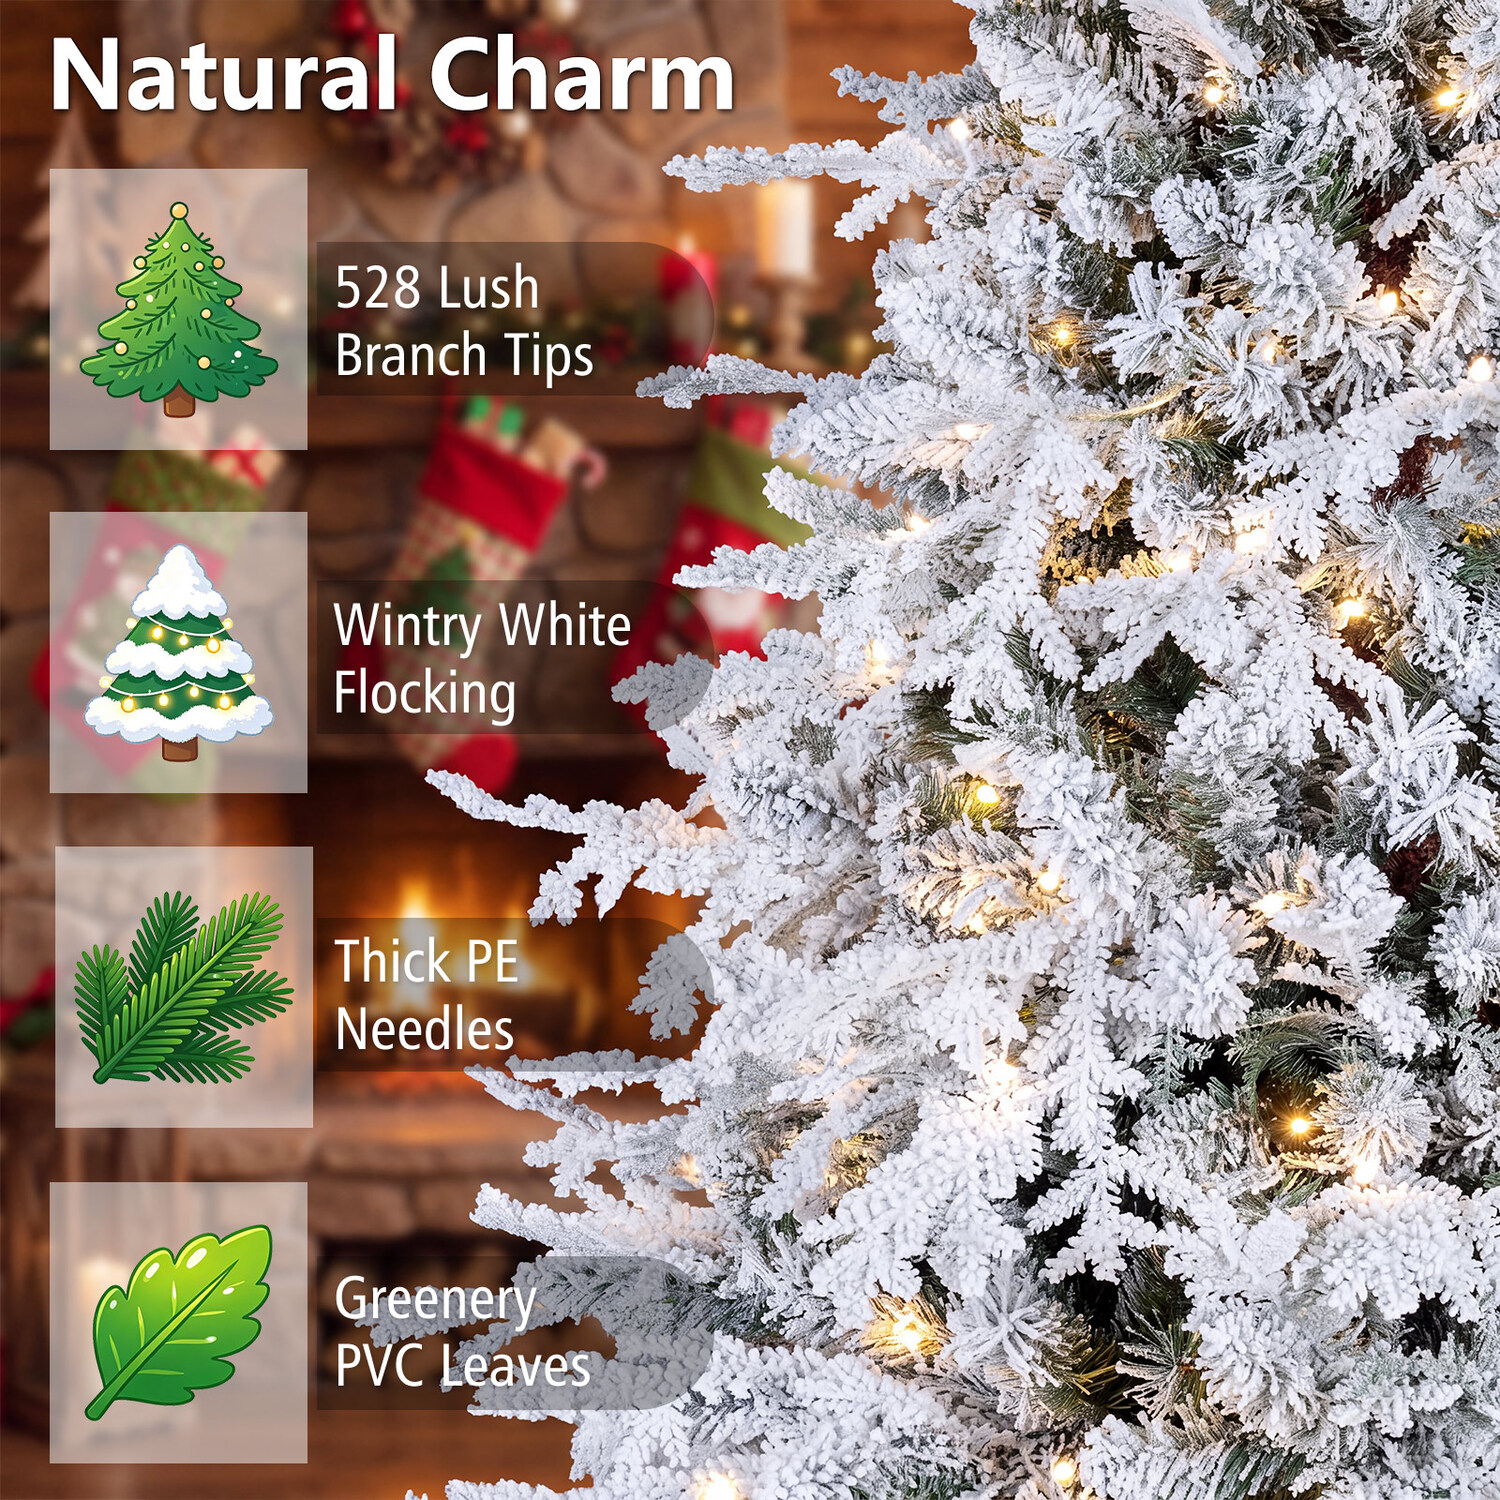 Natural Charm
528 Lush
Branch Tips
Wintry White
Flocking
Thick PE
Needles
Greenery
PVC Leaves